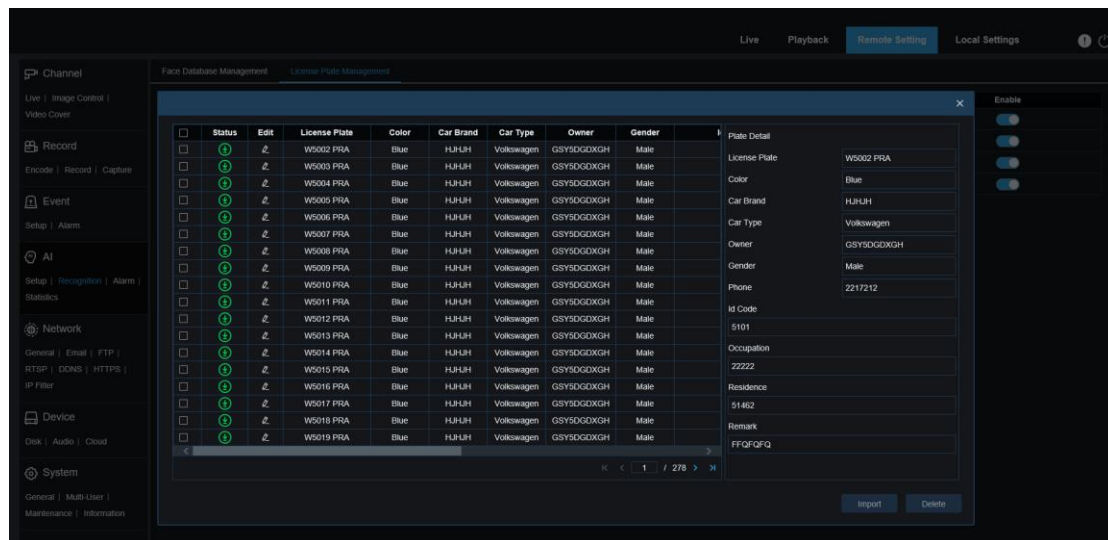 Live Playback Remote Setting Local Settings
Channel
Live | Image Control |
Video Cover
Record
Encode | Record | Capture
Event
Setup | Alarm
AI
Setup | Recognition | Alarm |
Statistics
Network
General | Email | FTP |
RTSP | DDNS | HTTPS |
IP Filter
Device
Disk | Audio | Cloud
System
General | Multi-User |
Maintenance | Information
Face Database Management License Plate Management
Enable
Status Edit License Plate Color Car Brand Car Type Owner Gender
W5002 PRA Blue HJHJH Volkswagen GSY5DGDXGH Male
W5003 PRA Blue HJHJH Volkswagen GSY5DGDXGH Male
W5004 PRA Blue HJHJH Volkswagen GSY5DGDXGH Male
W5005 PRA Blue HJHJH Volkswagen GSY5DGDXGH Male
W5006 PRA Blue HJHJH Volkswagen GSY5DGDXGH Male
W5007 PRA Blue HJHJH Volkswagen GSY5DGDXGH Male
W5008 PRA Blue HJHJH Volkswagen GSY5DGDXGH Male
W5009 PRA Blue HJHJH Volkswagen GSY5DGDXGH Male
W5010 PRA Blue HJHJH Volkswagen GSY5DGDXGH Male
W5011 PRA Blue HJHJH Volkswagen GSY5DGDXGH Male
W5012 PRA Blue HJHJH Volkswagen GSY5DGDXGH Male
W5013 PRA Blue HJHJH Volkswagen GSY5DGDXGH Male
W5014 PRA Blue HJHJH Volkswagen GSY5DGDXGH Male
W5015 PRA Blue HJHJH Volkswagen GSY5DGDXGH Male
W5016 PRA Blue HJHJH Volkswagen GSY5DGDXGH Male
W5017 PRA Blue HJHJH Volkswagen GSY5DGDXGH Male
W5018 PRA Blue HJHJH Volkswagen GSY5DGDXGH Male
W5019 PRA Blue HJHJH Volkswagen GSY5DGDXGH Male
1 / 278
Plate Detail
License Plate W5002 PRA
Color Blue
Car Brand HJHJH
Car Type Volkswagen
Owner GSY5DGDXGH
Gender Male
Phone 2217212
Id Code
5101
Occupation
22222
Residence
51462
Remark
FFQFQFQ
Import Delete